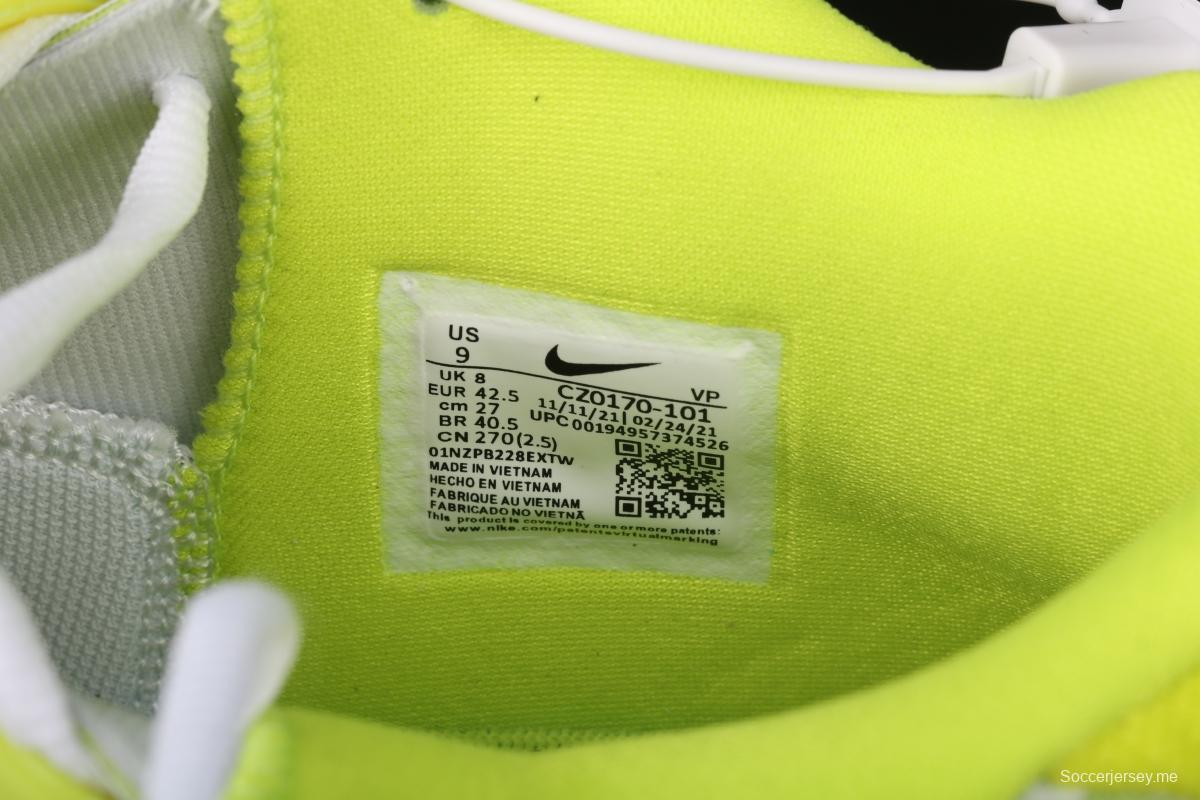 US
9
VP
UK 8
CZ0170-101
EUR 42.5
11/11/21| 02/24/21
cm 27
UPC 00194957374526
BR 40.5
CN 270(2.5)
01NZPB228EXTW
MADE IN VIETNAM
HECHO EN VIETNAM
FABRIQUE AU VIETNAM
FABRICADO NO VIETNÃ
This product is covered by one or more patents:
www.nike.com/patentsvirtualmarking
Soccerjersey.me